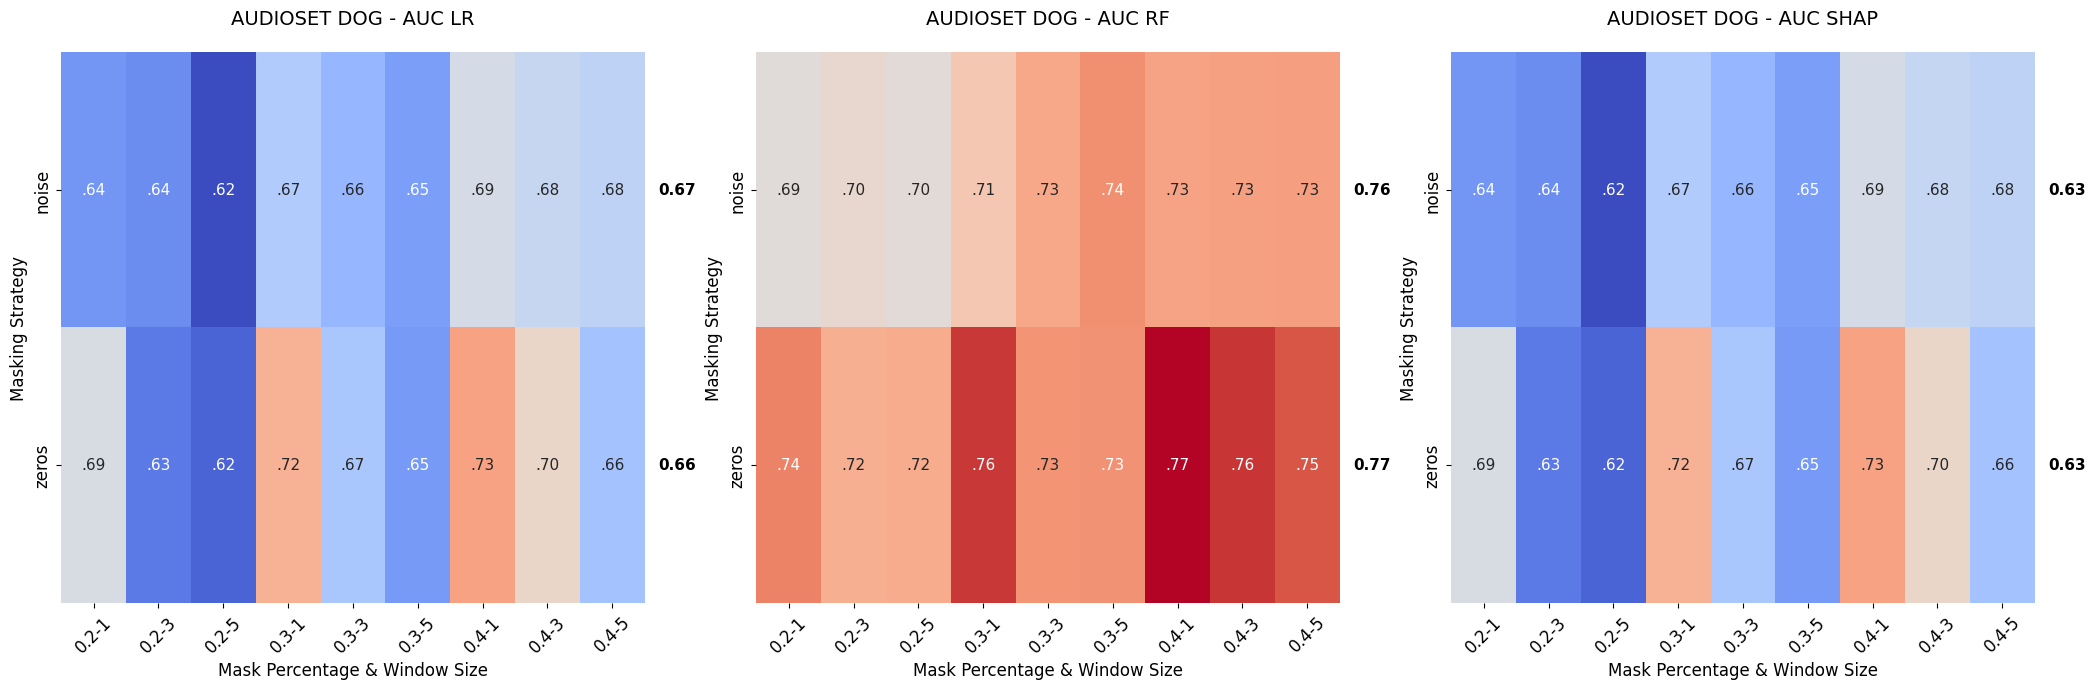 AUDIOSET DOG - AUC LR
noise
.64 .64 .62 .67 .66 .65 .69 .68 .68 0.67
Masking Strategy
zeros
.69 .63 .62 .72 .67 .65 .73 .70 .66 0.66
0.2-1 0.2-3 0.2-5 0.3-1 0.3-3 0.3-5 0.4-1 0.4-3 0.4-5
Mask Percentage & Window Size
AUDIOSET DOG - AUC RF
noise
.69 .70 .70 .71 .73 .74 .73 .73 .73 0.76
Masking Strategy
zeros
.74 .72 .72 .76 .73 .73 .77 .76 .75 0.77
0.2-1 0.2-3 0.2-5 0.3-1 0.3-3 0.3-5 0.4-1 0.4-3 0.4-5
Mask Percentage & Window Size
AUDIOSET DOG - AUC SHAP
noise
.64 .64 .62 .67 .66 .65 .69 .68 .68 0.63
Masking Strategy
zeros
.69 .63 .62 .72 .67 .65 .73 .70 .66 0.63
0.2-1 0.2-3 0.2-5 0.3-1 0.3-3 0.3-5 0.4-1 0.4-3 0.4-5
Mask Percentage & Window Size